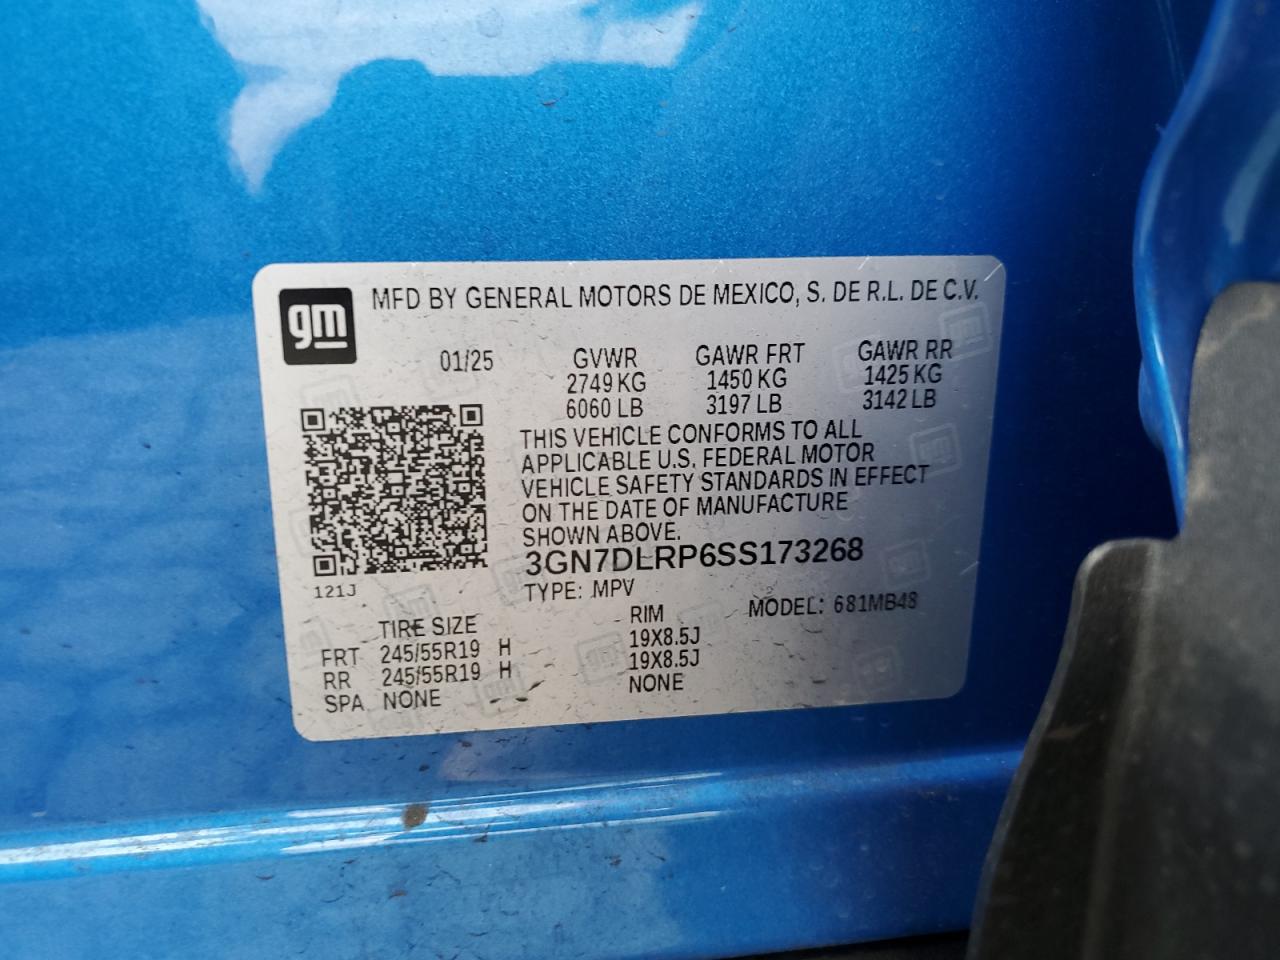 gm
MFD BY GENERAL MOTORS DE MEXICO, S. DE R.L. DE C.V.
01/25 GVWR GAWR FRT GAWR RR
2749 KG 1450 KG 1425 KG
6060 LB 3197 LB 3142 LB
THIS VEHICLE CONFORMS TO ALL
APPLICABLE U.S. FEDERAL MOTOR
VEHICLE SAFETY STANDARDS IN EFFECT
ON THE DATE OF MANUFACTURE
SHOWN ABOVE.
3GN7DLRP6SS173268
121J
TYPE: MPV MODEL: 681MB48
TIRE SIZE RIM
FRT 245/55R19 H 19X8.5J
RR 245/55R19 H 19X8.5J
SPA NONE NONE